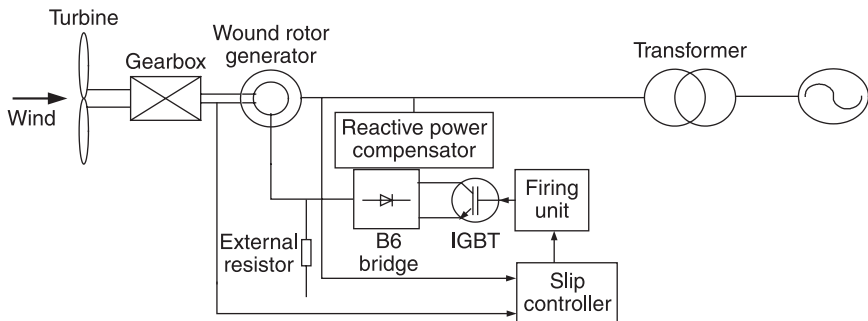 Turbine
Wound rotor
generator
Gearbox
Transformer
Wind
Reactive power
compensator
Firing
unit
External
resistor
B6
bridge
IGBT
Slip
controller